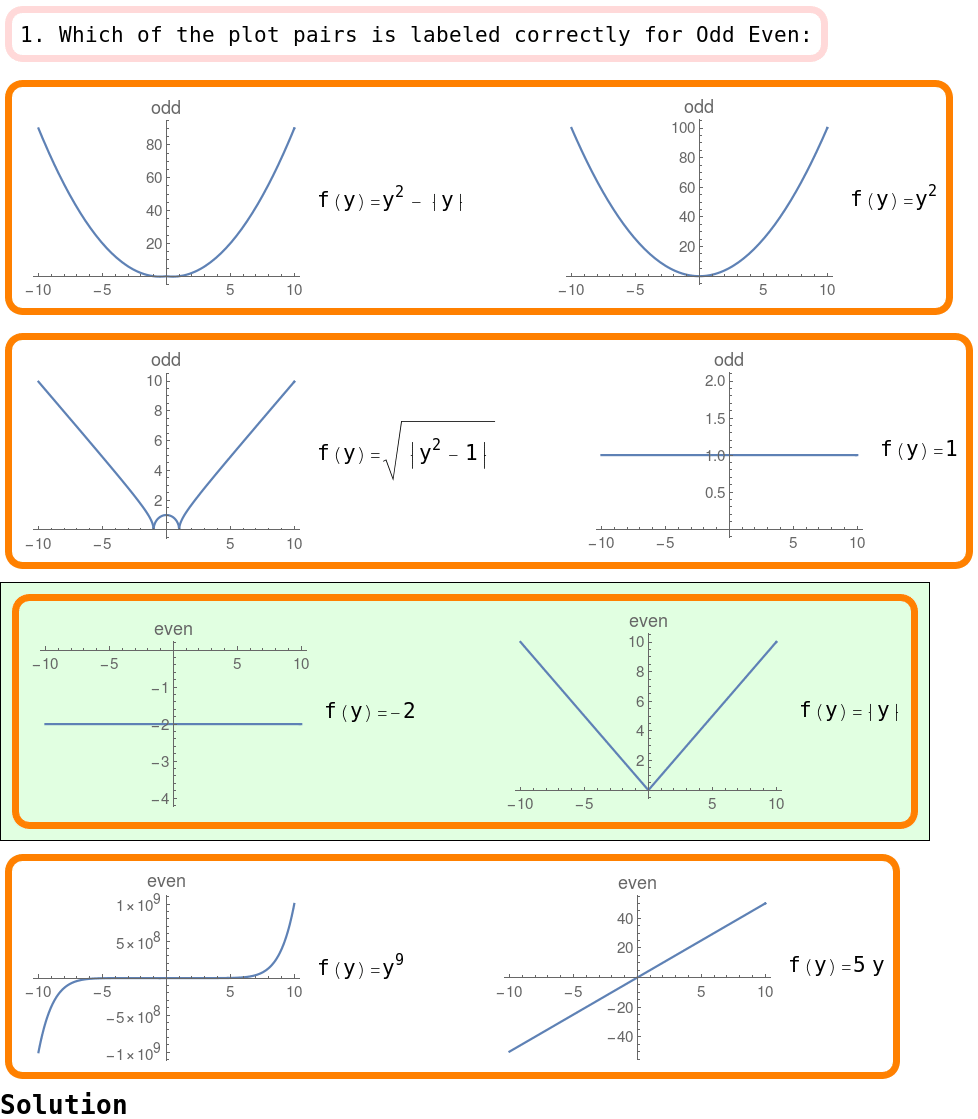 1. Which of the plot pairs is labeled correctly for Odd Even:
odd
odd
80
60
40
20
−10 −5 5 10
f(y)=y² − |y|
100
80
60
40
20
−10 −5 5 10
f(y)=y²
odd
odd
10
8
6
4
2
−10 −5 5 10
f(y)=√|y² − 1|
2.0
1.5
1.0
0.5
−10 −5 5 10
f(y)=1
even
even
−10 −5 5 10
−1
−2
−3
−4
f(y)=−2
10
8
6
4
2
−10 −5 5 10
f(y)=|y|
even
even
1×10⁹
5×10⁸
−10 −5 5 10
−5×10⁸
−1×10⁹
f(y)=y⁹
40
20
−10 −5 5 10
−20
−40
f(y)=5 y
Solution